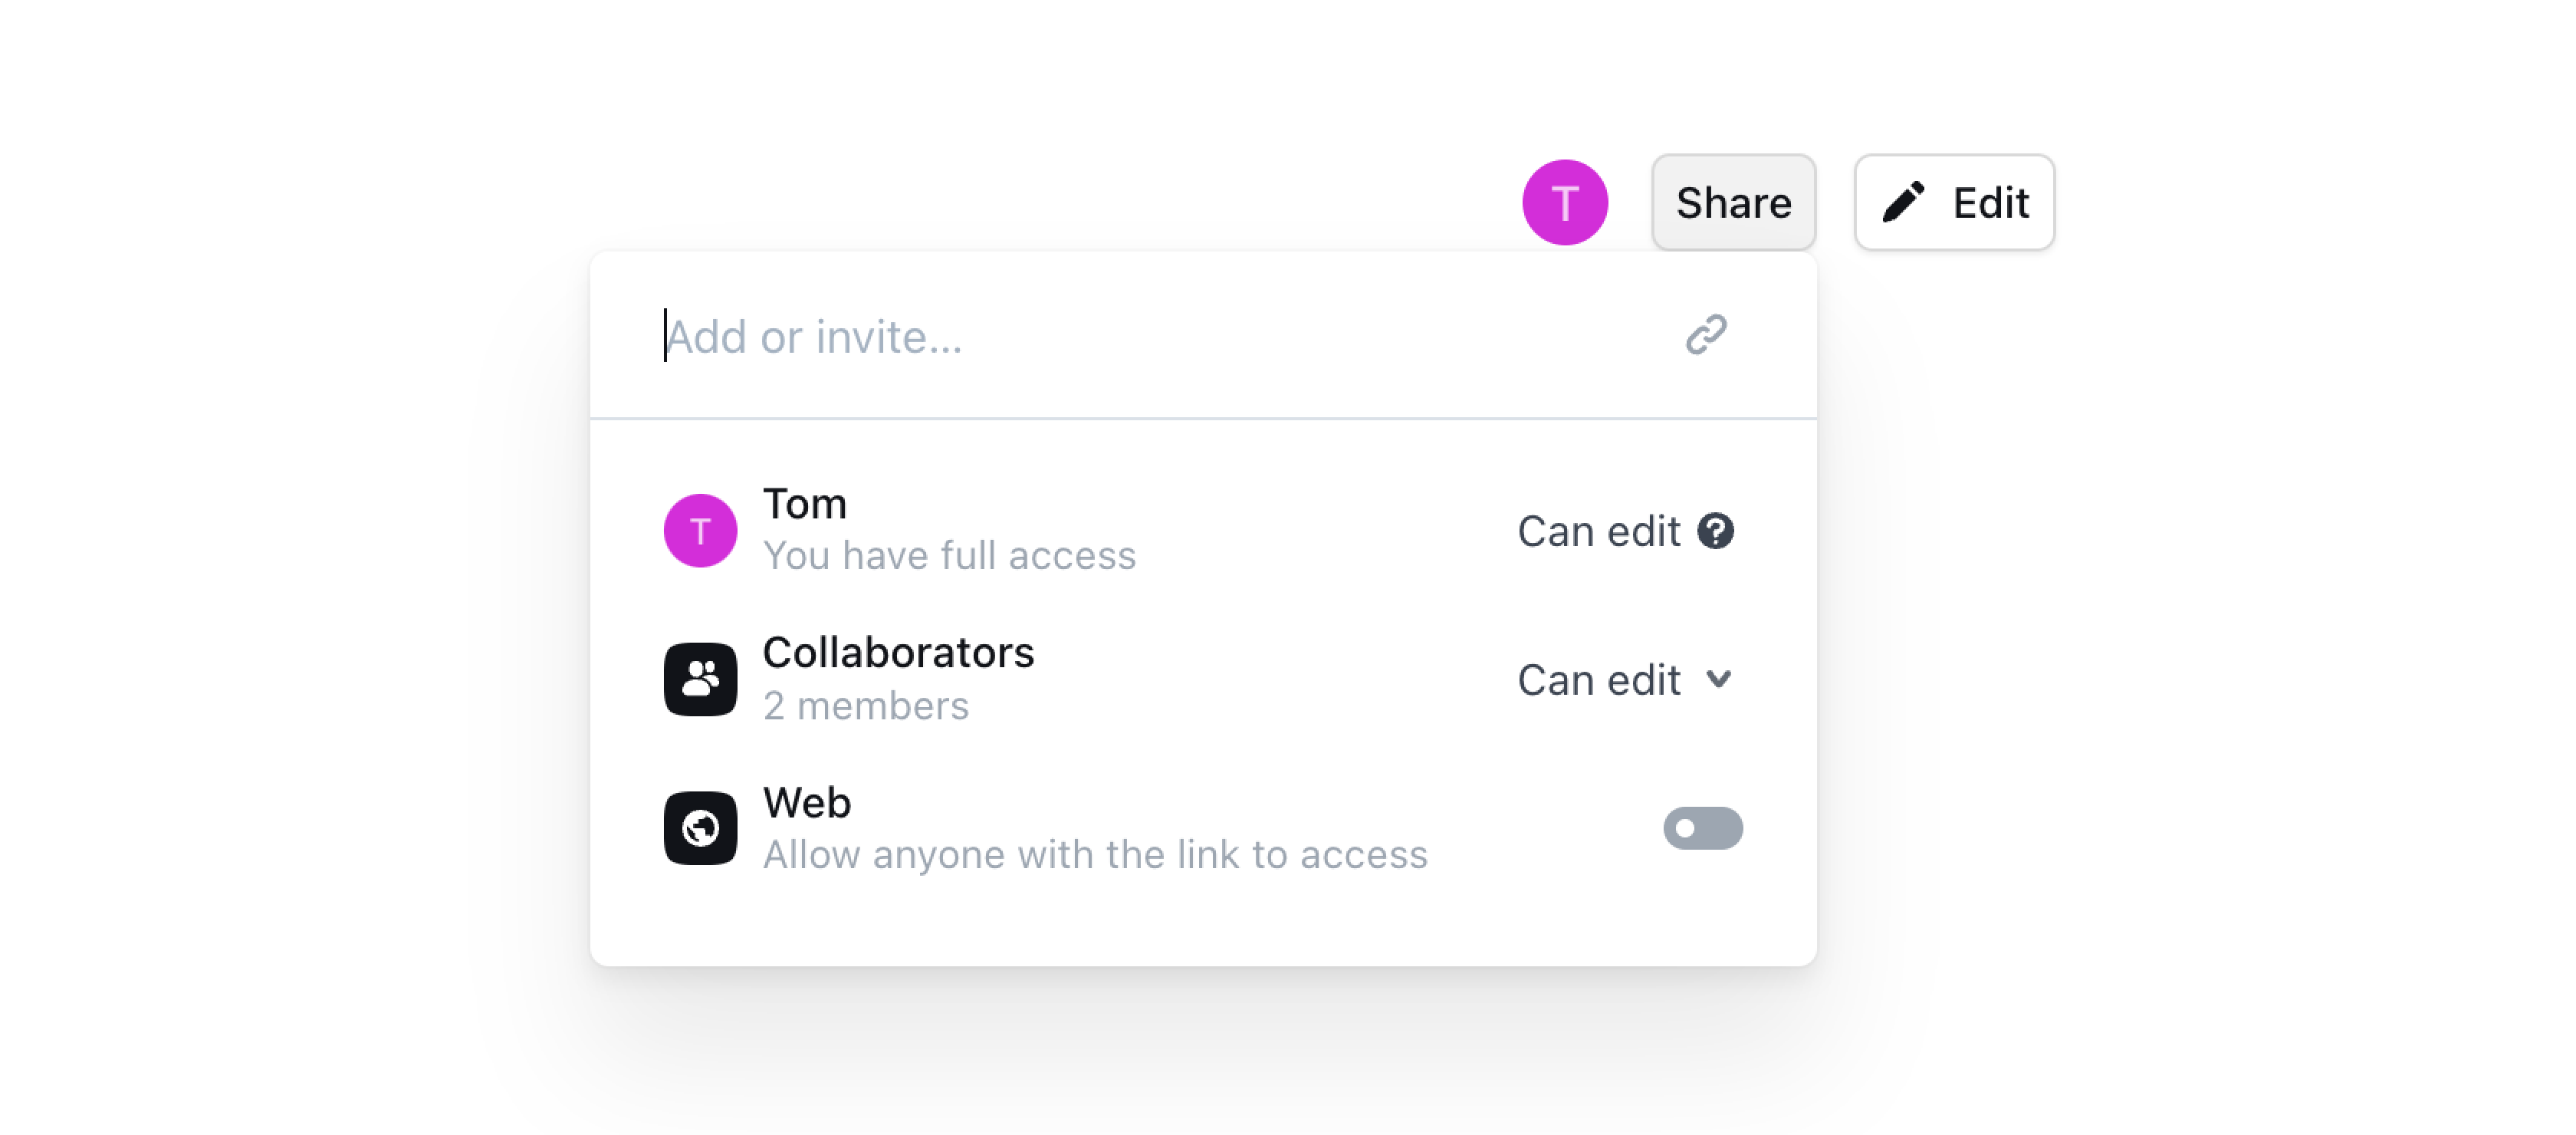 T
Share
Edit
Add or invite...
T
Tom
You have full access
Can edit
Collaborators
2 members
Can edit
Web
Allow anyone with the link to access